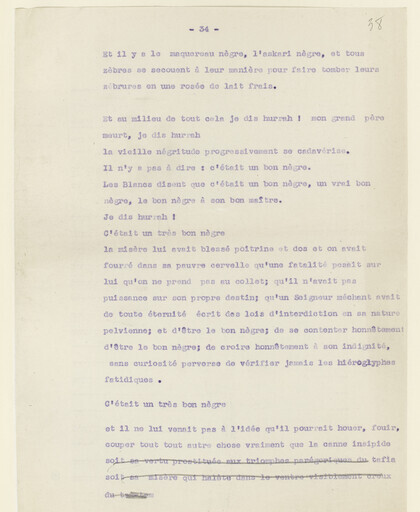 - 34 -
38
Et il y a le maquereau nègre, l'askari nègre, et tous
zèbres se secouent à leur manière pour faire tomber leurs
zébrures en une rosée de lait frais.
Et au milieu de tout cela je dis hurrah ! mon grand père
meurt, je dis hurrah
la vieille négritude progressivement se cadavérise.
Il n'y a pas à dire : c'était un bon nègre.
Les Blancs disent que c'était un bon nègre, un vrai bon
nègre, le bon nègre à son bon maître.
Je dis hurrah !
C'était un très bon nègre
la misère lui avait blessé poitrine et dos et on avait
fourré dans sa pauvre cervelle qu'une fatalité pesait sur
lui qu'on ne prend pas au collet; qu'il n'avait pas
puissance sur son propre destin; qu'un Seigneur méchant avait
de toute éternité écrit des lois d'interdiction en sa nature
pelvienne; et d'être le bon nègre; de se contenter honnêtement
d'être le bon nègre; de croire honnêtement à son indignité,
sans curiosité perverse de vérifier jamais les hiéroglyphes
fatidiques .
C'était un très bon nègre
et il ne lui venait pas à l'idée qu'il pourrait houer, fouir,
couper tout tout autre chose vraiment que la canne insipide
soit sa vertu prostituée aux triomphes parégoriques du tafia
soit sa misère qui halète dans le ventre visiblement creux
du